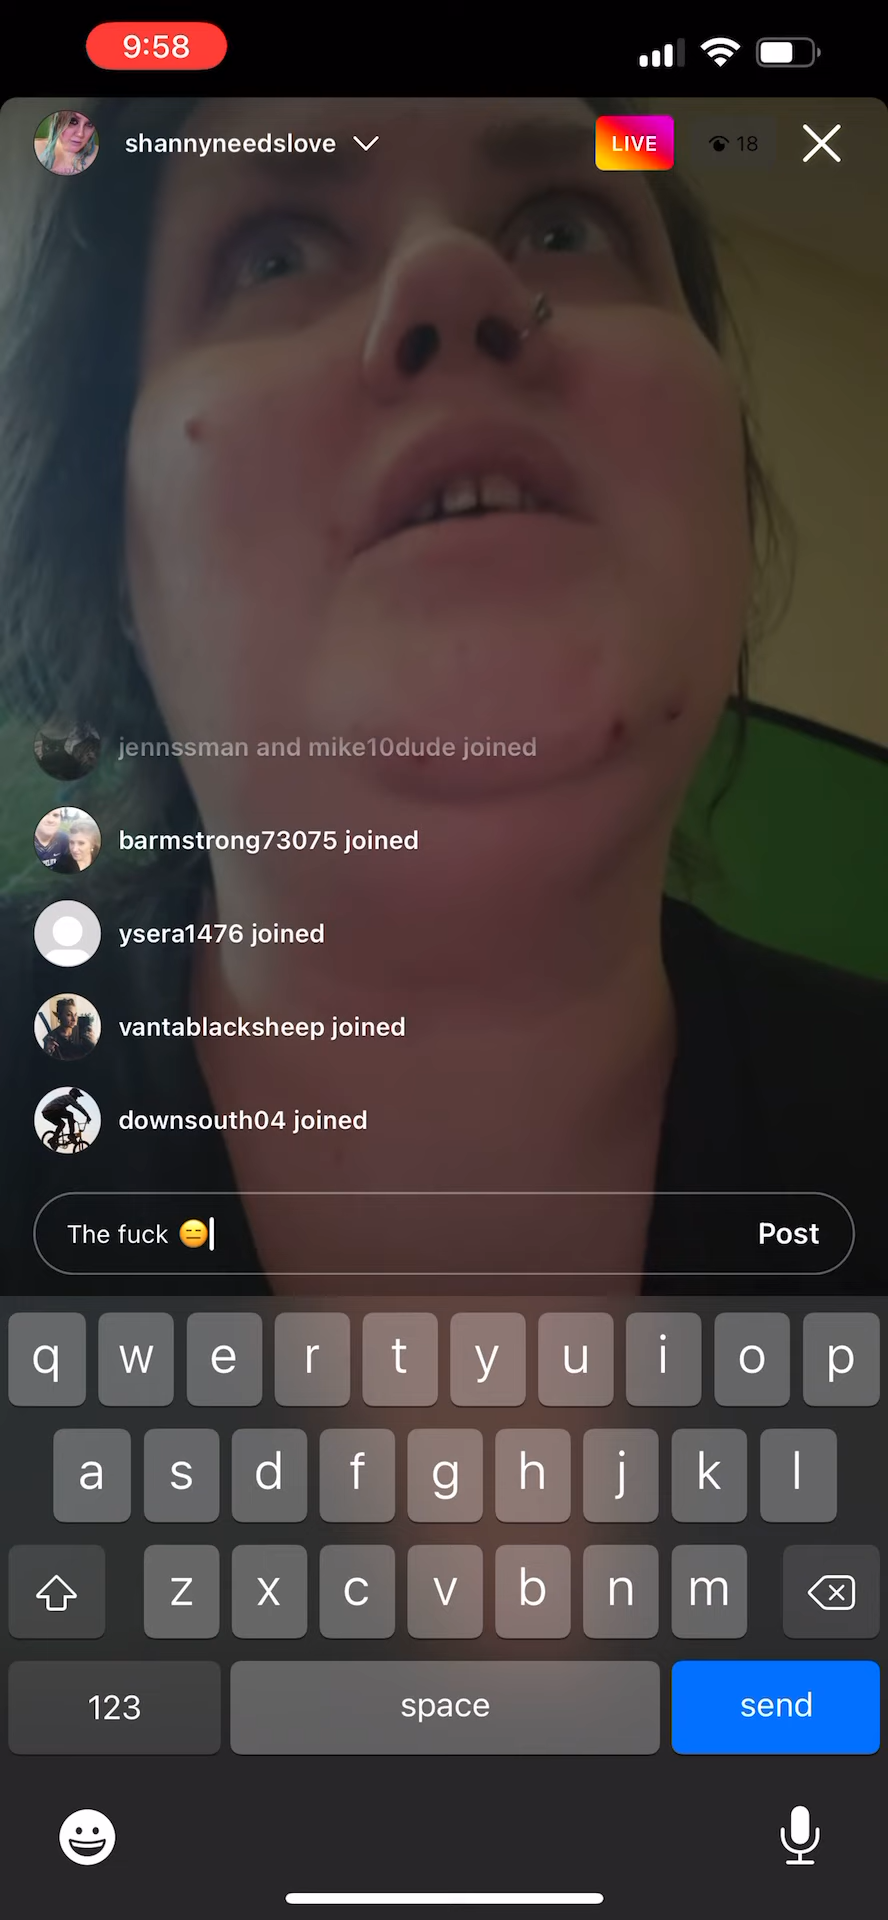 9:58
shannyneedslove
LIVE
18
jennssman and mike10dude joined
barmstrong73075 joined
ysera1476 joined
vantablacksheep joined
downsouth04 joined
The fuck 😑
Post
q w e r t y u i o p
a s d f g h j k l
z x c v b n m
123 space send